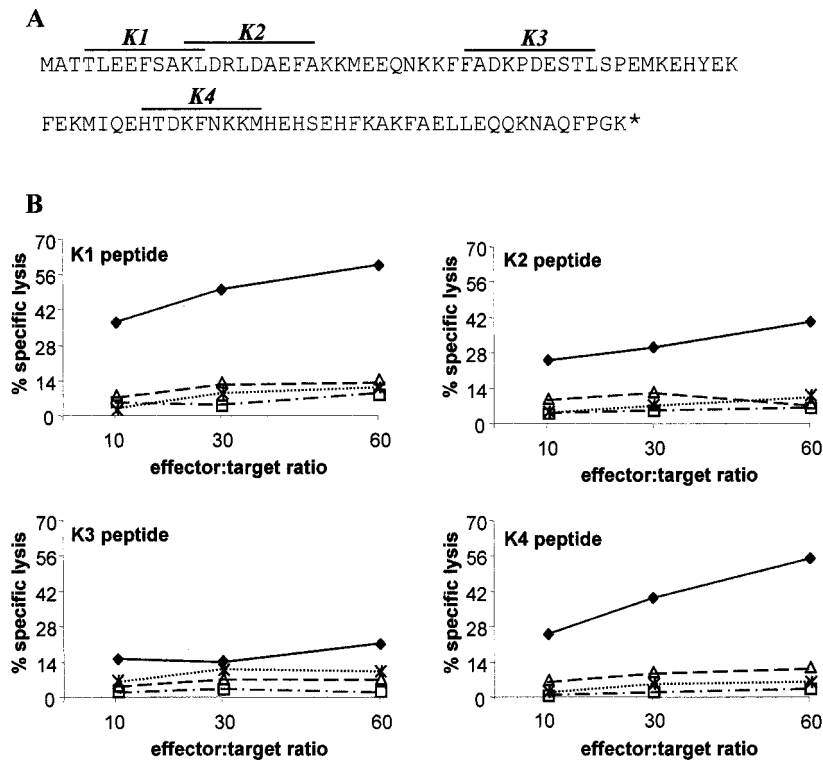 A
K1 K2 K3
MATTLEEFSAKLDRLDAEFAKKMEEQNKKFFADKPDESTLSPEMKEHYEK
K4
FEKMIQEHTDKFNKKMHEHSEHFKAKFAELLEQQKNAQFPGK*
B
K1 peptide
% specific lysis
70
56
42
28
14
0
10 30 60
effector:target ratio
K2 peptide
% specific lysis
70
56
42
28
14
0
10 30 60
effector:target ratio
K3 peptide
% specific lysis
70
56
42
28
14
0
10 30 60
effector:target ratio
K4 peptide
% specific lysis
70
56
42
28
14
0
10 30 60
effector:target ratio